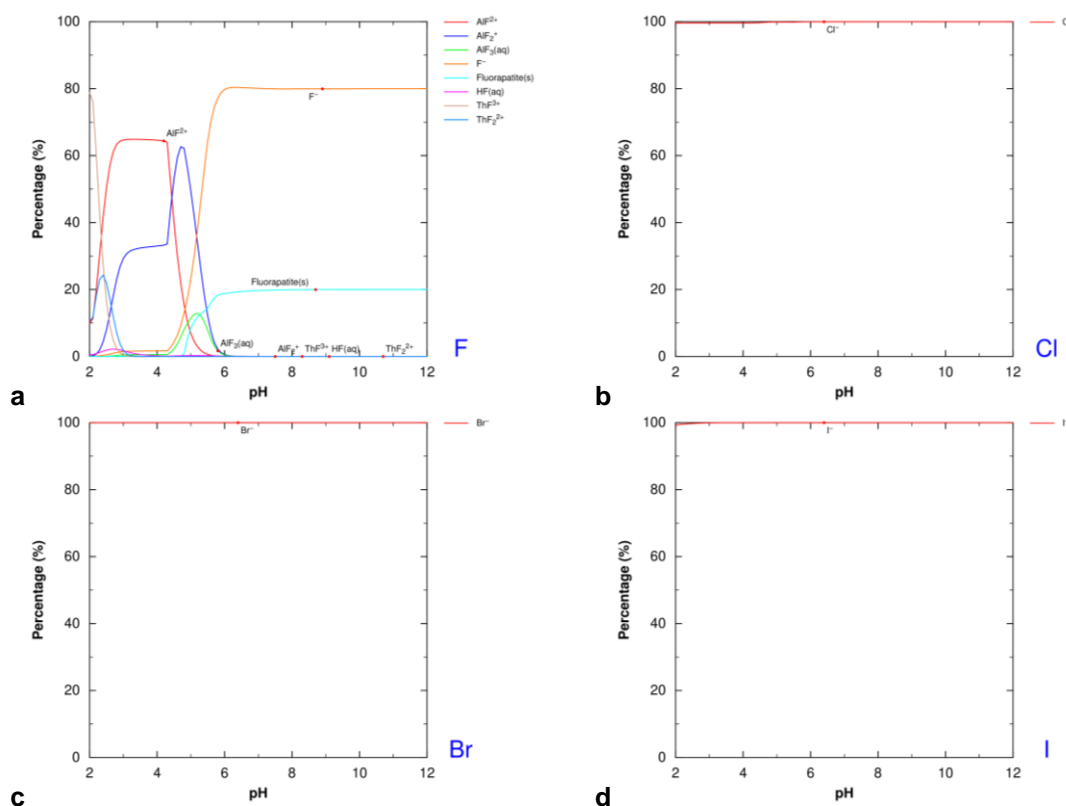 100
80
60
40
20
0
Percentage (%)
2 4 6 8 10 12
pH
AlF²⁺
F⁻
Fluorapatite(s)
AlF₃(aq)
AlF₂⁺
ThF³⁺
HF(aq)
ThF₂²⁺
AlF²⁺
AlF₂⁺
AlF₃(aq)
F⁻
Fluorapatite(s)
HF(aq)
ThF³⁺
ThF₂²⁺
F
a
100
80
60
40
20
0
Percentage (%)
2 4 6 8 10 12
pH
Cl⁻
Cl
b
100
80
60
40
20
0
Percentage (%)
2 4 6 8 10 12
pH
Br⁻
Br⁻
Br
c
100
80
60
40
20
0
Percentage (%)
2 4 6 8 10 12
pH
I⁻
I
d